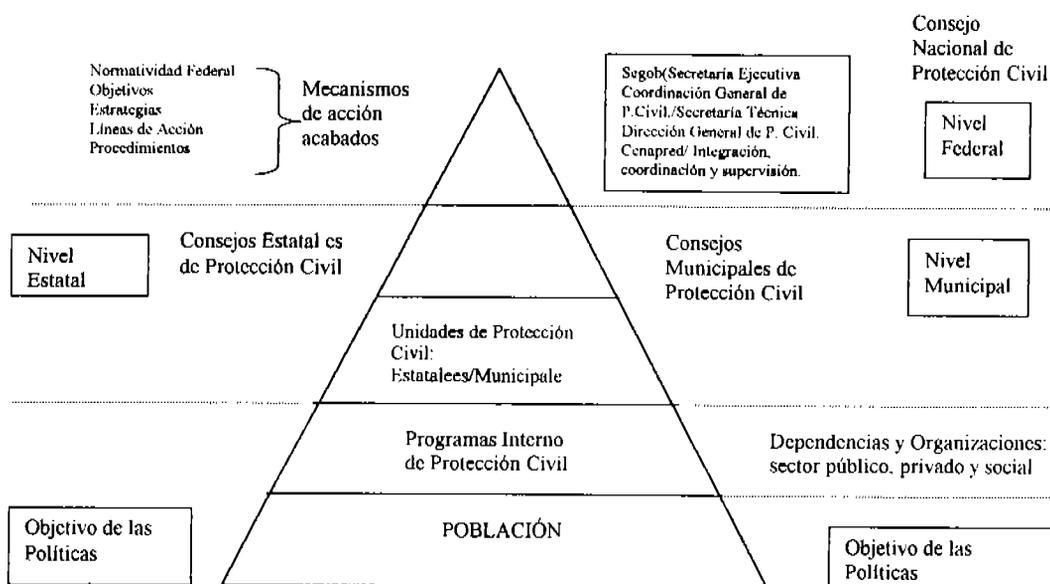 Consejo
Nacional de
Protección Civil
Normatividad Federal
Objetivos
Estrategias
Líneas de Acción
Procedimientos
Mecanismos
de acción
acabados
Segob(Secretaría Ejecutiva
Coordinación General de
P.Civil./Secretaría Técnica
Dirección General de P. Civil.
Cenapred/ Integración,
coordinación y supervisión.
Nivel
Federal
Nivel
Estatal
Consejos Estatal es
de Protección Civil
Consejos
Municipales de
Protección Civil
Nivel
Municipal
Unidades de Protección
Civil:
Estatalees/Municipale
Programas Interno
de Protección Civil
Dependencias y Organizaciones:
sector público, privado y social
Objetivo de las
Políticas
POBLACIÓN
Objetivo de las
Políticas